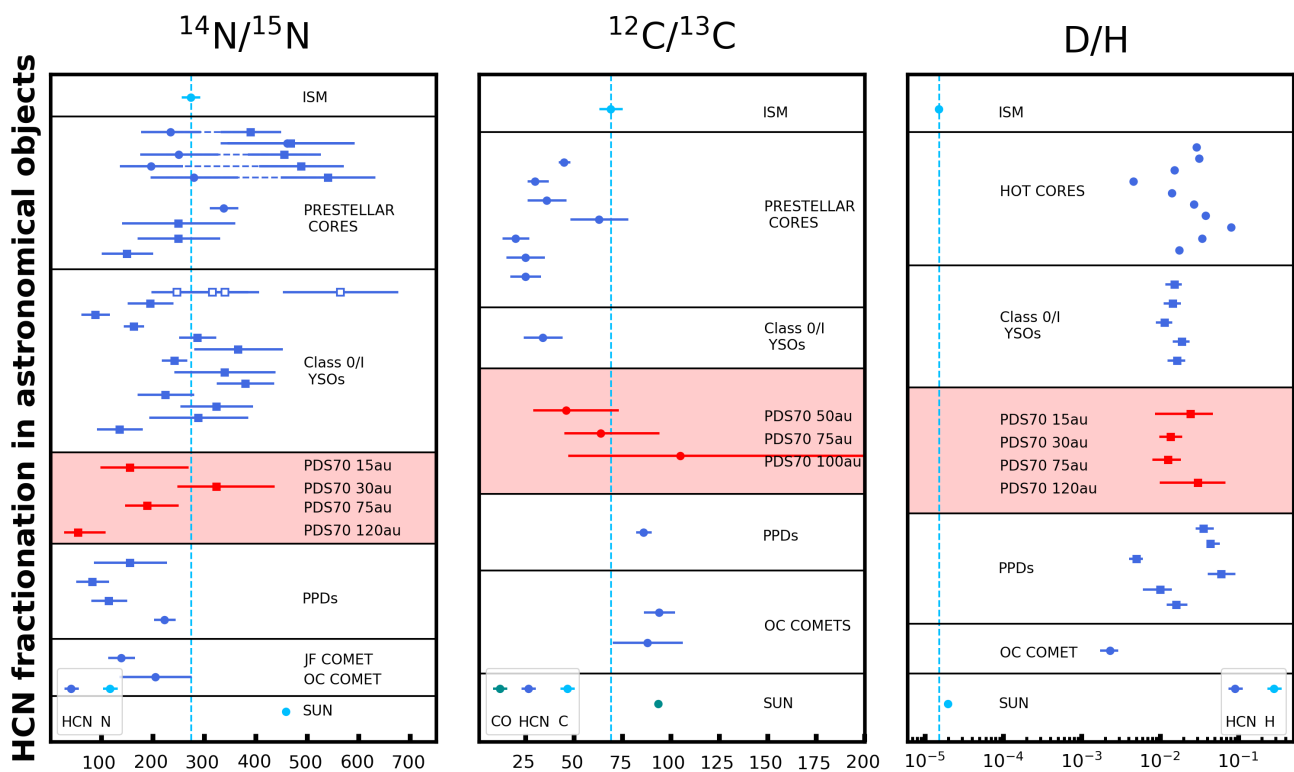 HCN fractionation in astronomical objects
14N/15N
ISM
PRESTELLAR
CORES
Class 0/I
YSOs
PDS70 15au
PDS70 30au
PDS70 75au
PDS70 120au
PPDs
JF COMET
OC COMET
HCN N
SUN
100 200 300 400 500 600 700
12C/13C
ISM
PRESTELLAR
CORES
Class 0/I
YSOs
PDS70 50au
PDS70 75au
PDS70 100au
PPDs
OC COMETS
CO HCN C
SUN
25 50 75 100 125 150 175 200
D/H
ISM
HOT CORES
Class 0/I
YSOs
PDS70 15au
PDS70 30au
PDS70 75au
PDS70 120au
PPDs
OC COMET
SUN
HCN H
10−5 10−4 10−3 10−2 10−1